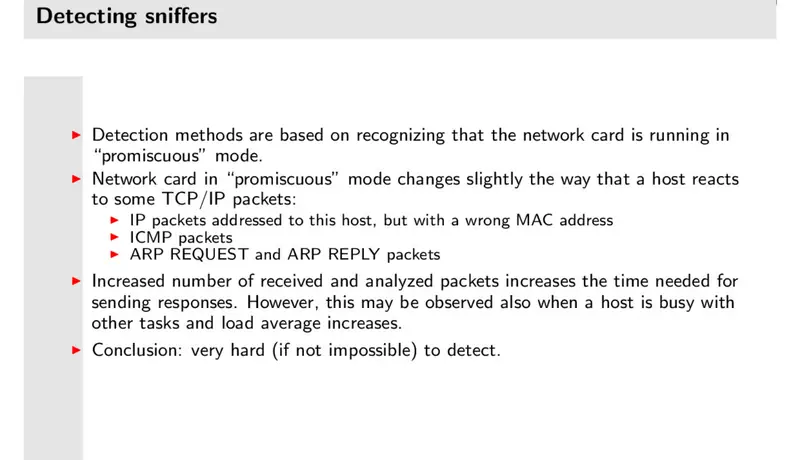 Detecting sniffers
Detection methods are based on recognizing that the network card is running in
“promiscuous” mode.
Network card in “promiscuous” mode changes slightly the way that a host reacts
to some TCP/IP packets:
IP packets addressed to this host, but with a wrong MAC address
ICMP packets
ARP REQUEST and ARP REPLY packets
Increased number of received and analyzed packets increases the time needed for
sending responses. However, this may be observed also when a host is busy with
other tasks and load average increases.
Conclusion: very hard (if not impossible) to detect.